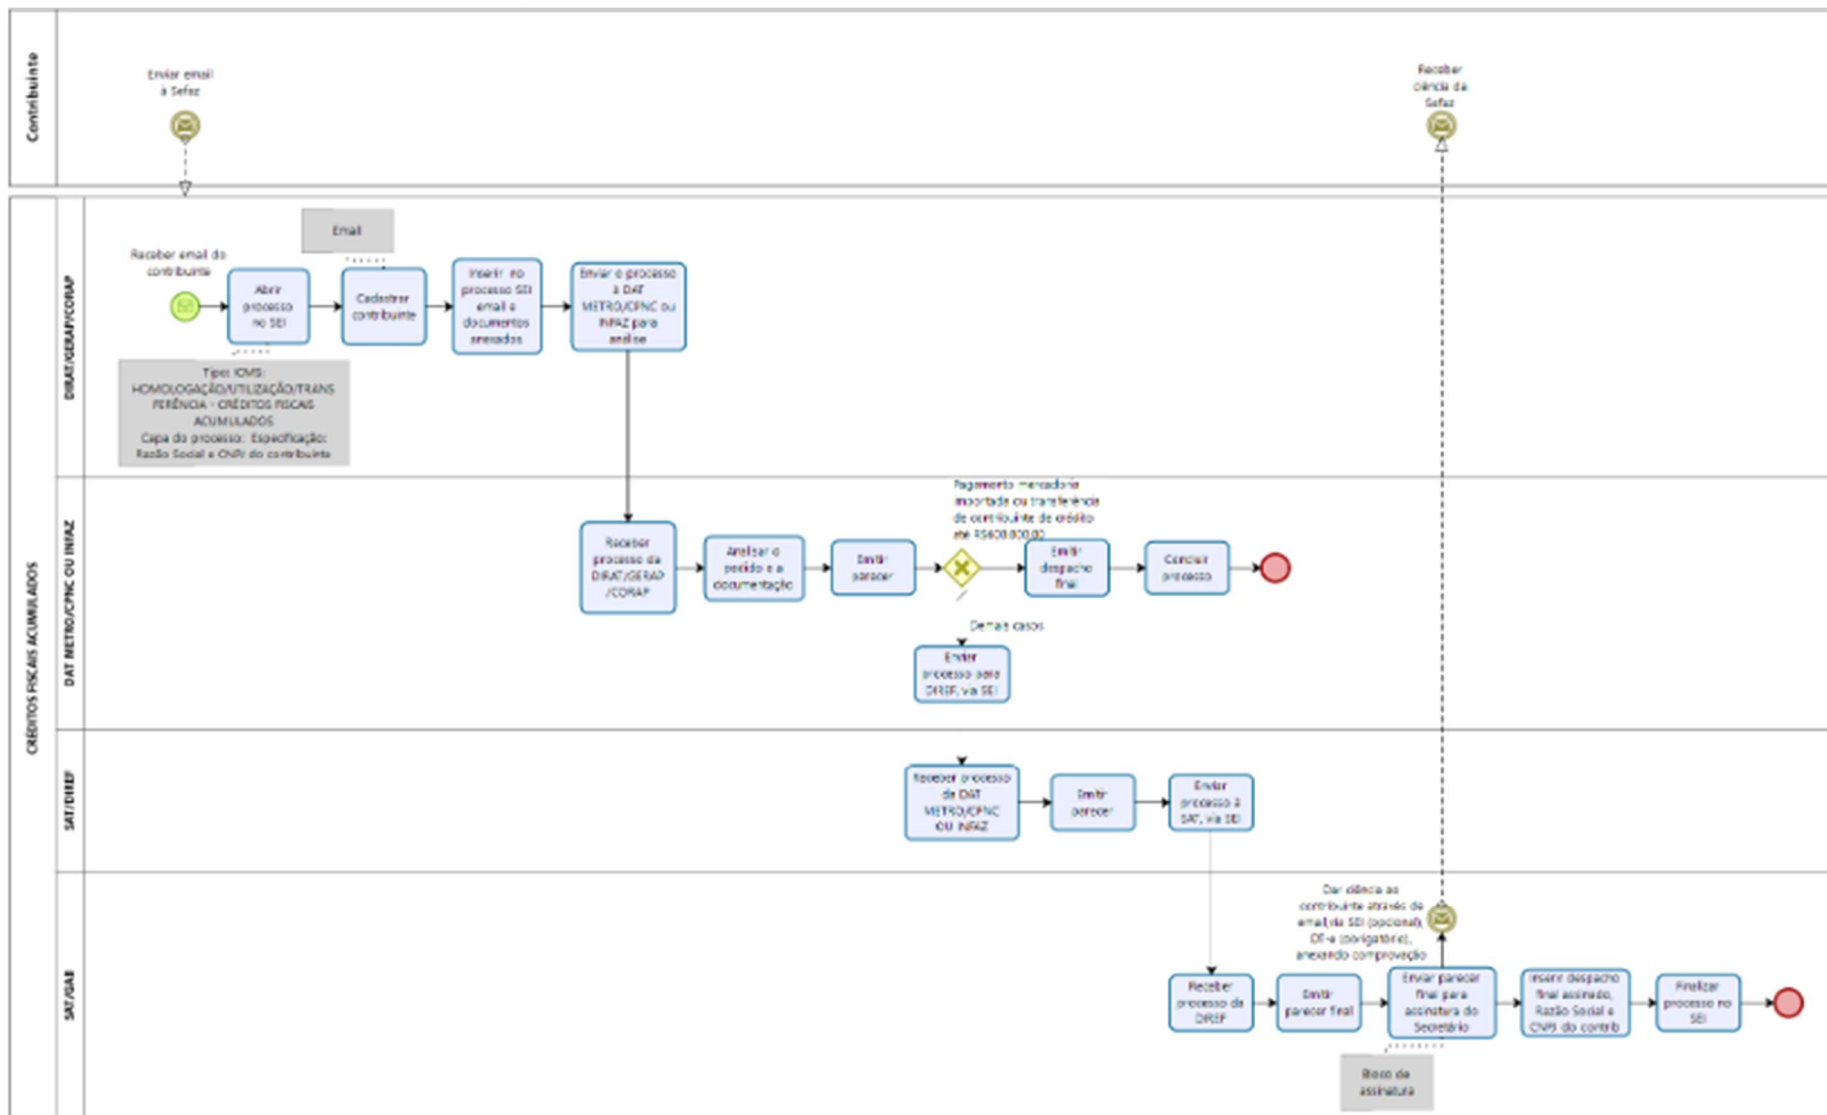 Contribuinte
Enviar email
à Sefaz
Receber
ciência da
Sefaz
CRÉDITOS FISCAIS ACUMULADOS
DIRAT/GERAP/CORAP
Receber email do
contribuinte
Email
Abrir
processo
no SEI
Cadastrar
contribuinte
Inserir no
processo SEI
email e
documentos
anexados
Enviar o processo
à DAT
METRO/CPNC ou
INFAZ para
análise
Tipo: ICMS:
HOMOLOGAÇÃO/UTILIZAÇÃO/TRANS
FERÊNCIA - CRÉDITOS FISCAIS
ACUMULADOS
Capa do processo: Especificação:
Razão Social e CNPJ do contribuinte
DAT METRO/CPNC OU INFAZ
Receber
processo da
DIRAT/GERAP
/CORAP
Analisar o
pedido e a
documentação
Emitir
parecer
Pagamento mercadoria
importada ou transferência
de contribuinte de crédito
até R$600.000,00
Emitir
despacho
final
Concluir
processo
Demais casos
Enviar
processo para
DIREF, via SEI
SAT/DIREF
Receber processo
da DAT
METRO/CPNC
OU INFAZ
Emitir
parecer
Enviar
processo à
SAT, via SEI
SAT/GAB
Dar ciência ao
contribuinte através de
email,via SEI (opcional),
DT-e (obrigatório),
anexando comprovação
Receber
processo da
DIREF
Emitir
parecer final
Enviar parecer
final para
assinatura do
Secretário
Inserir despacho
final assinado,
Razão Social e
CNPJ do contrib
Finalizar
processo no
SEI
Bloco de
assinatura